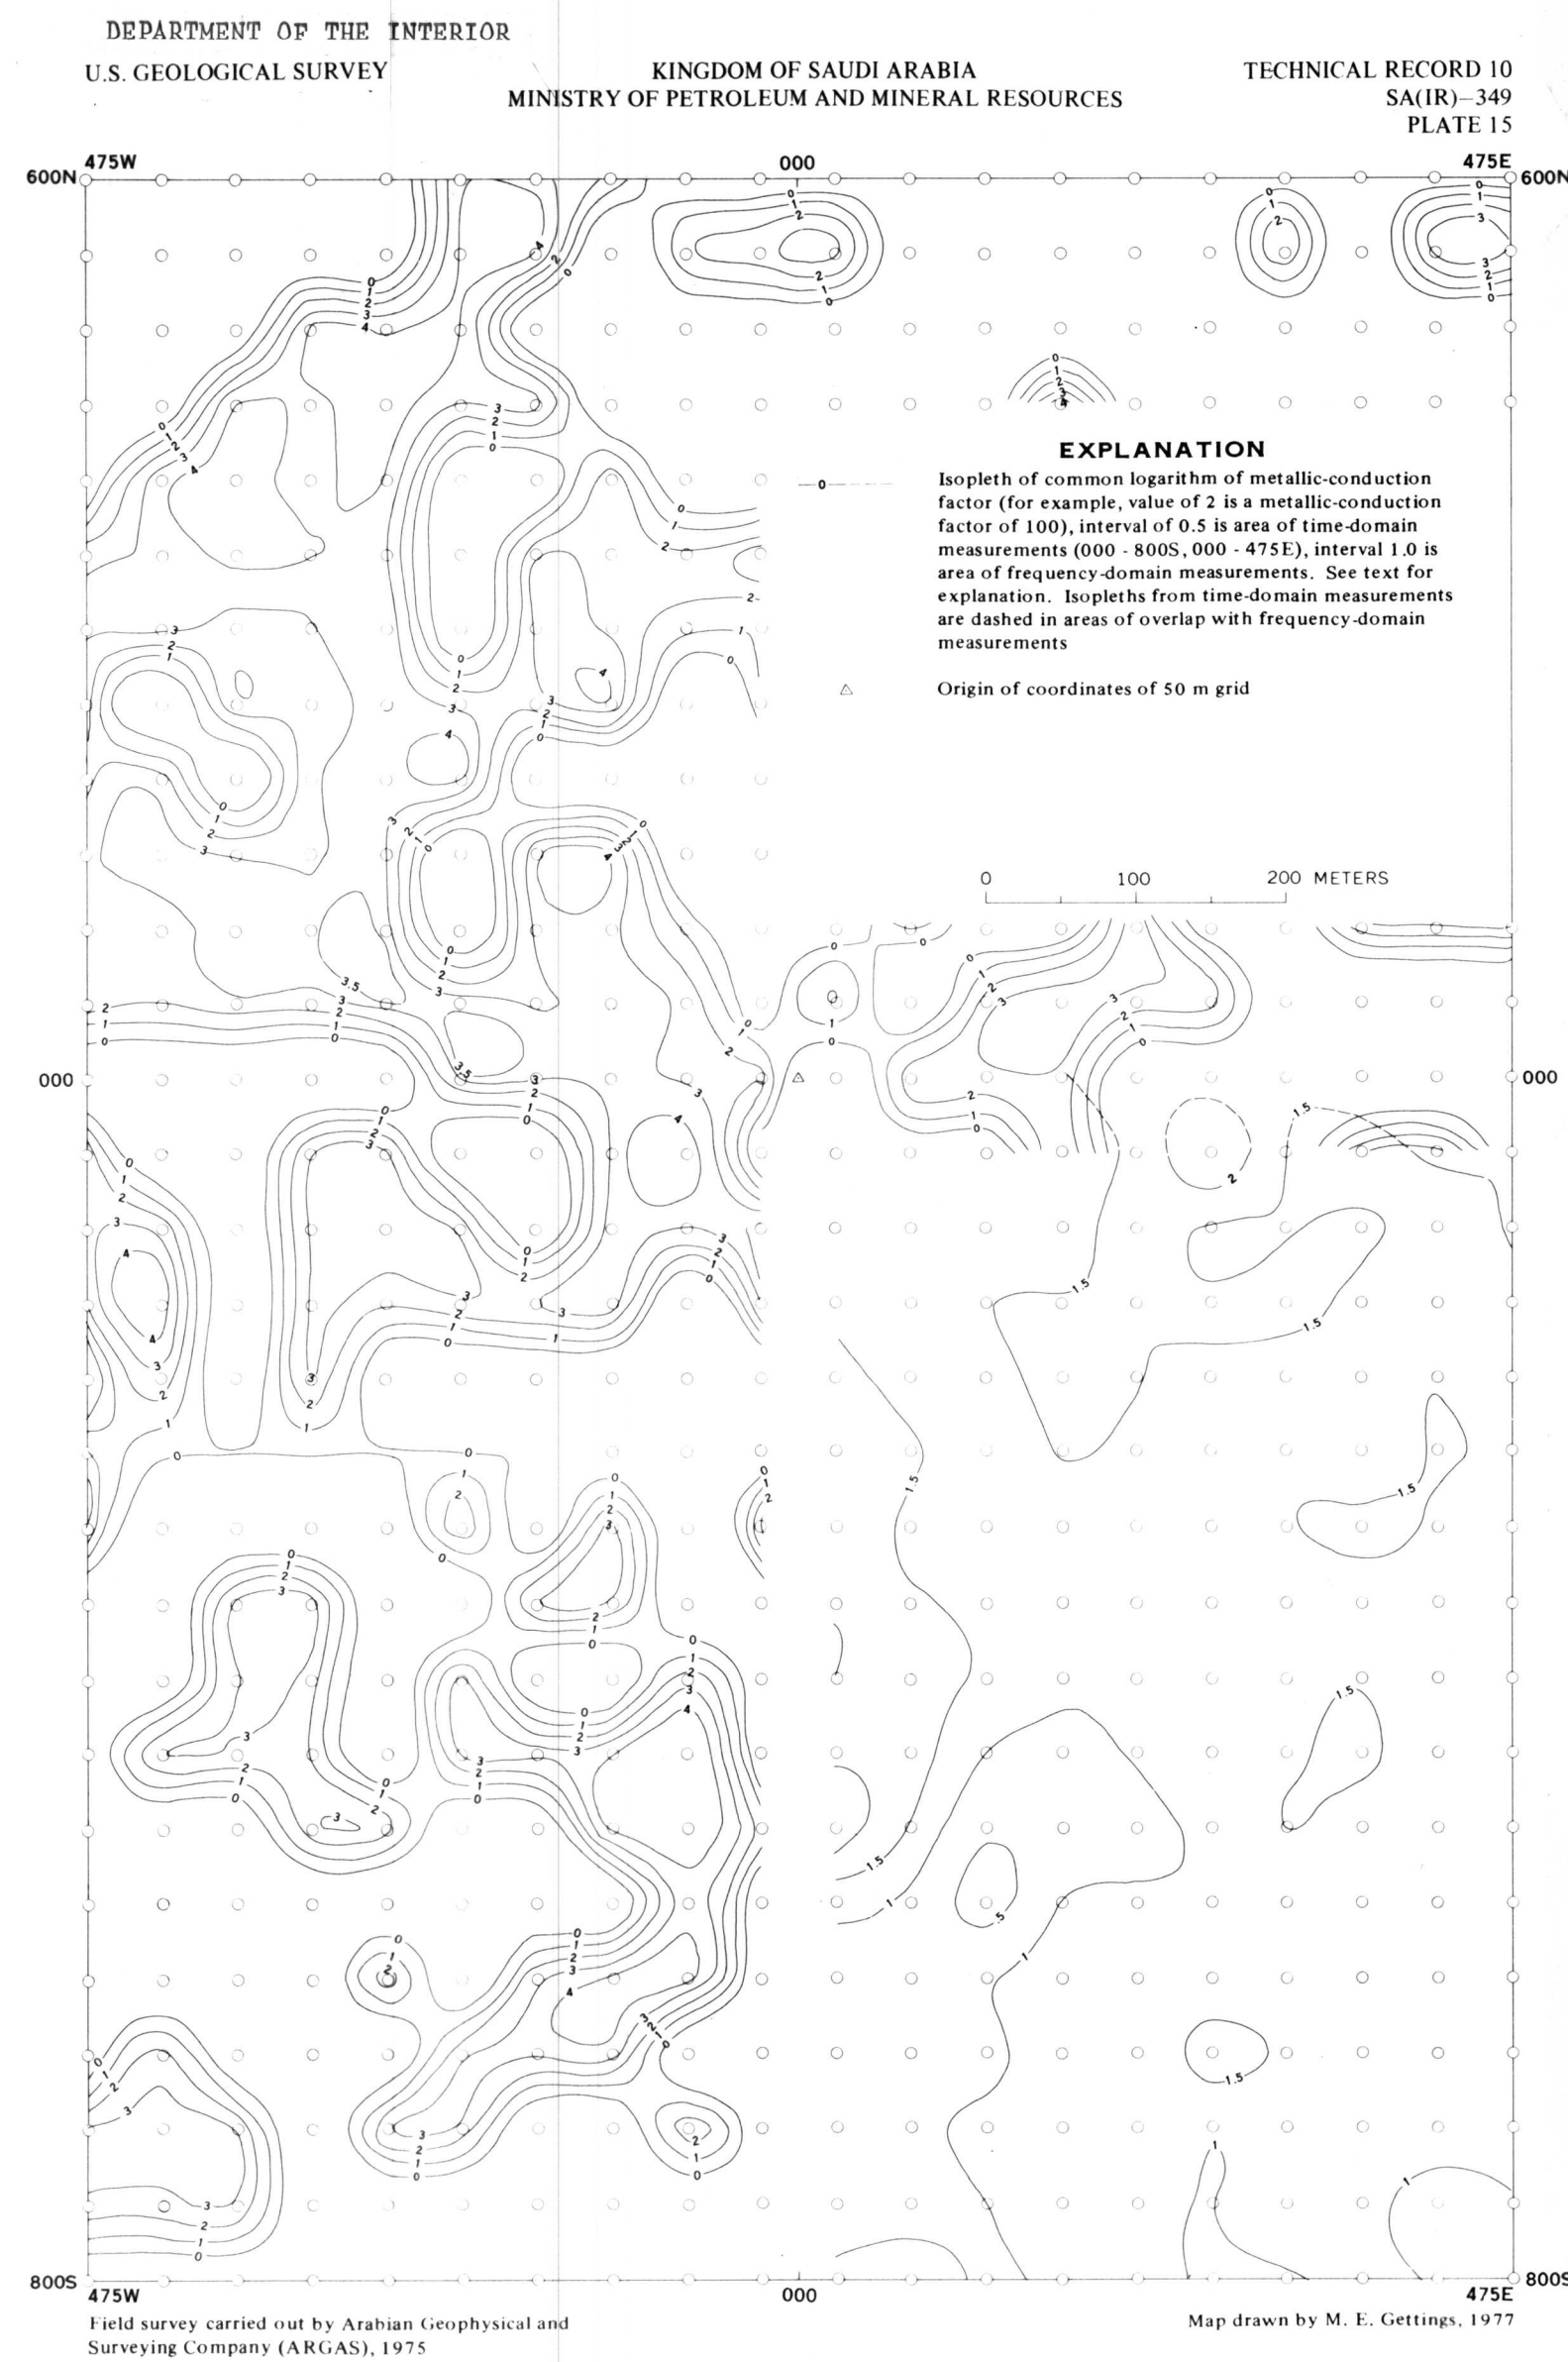 DEPARTMENT OF THE INTERIOR
U.S. GEOLOGICAL SURVEY
KINGDOM OF SAUDI ARABIA
MINISTRY OF PETROLEUM AND MINERAL RESOURCES
TECHNICAL RECORD 10
SA(IR)–349
PLATE 15
475W
000
475E
600N
600N
EXPLANATION
—0—
Isopleth of common logarithm of metallic-conduction
factor (for example, value of 2 is a metallic-conduction
factor of 100), interval of 0.5 is area of time-domain
measurements (000 - 800S, 000 - 475E), interval 1.0 is
area of frequency-domain measurements. See text for
explanation. Isopleths from time-domain measurements
are dashed in areas of overlap with frequency-domain
measurements
Origin of coordinates of 50 m grid
0 100 200 METERS
000
000
800S
800S
475W
000
475E
Field survey carried out by Arabian Geophysical and
Surveying Company (ARGAS), 1975
Map drawn by M. E. Gettings, 1977